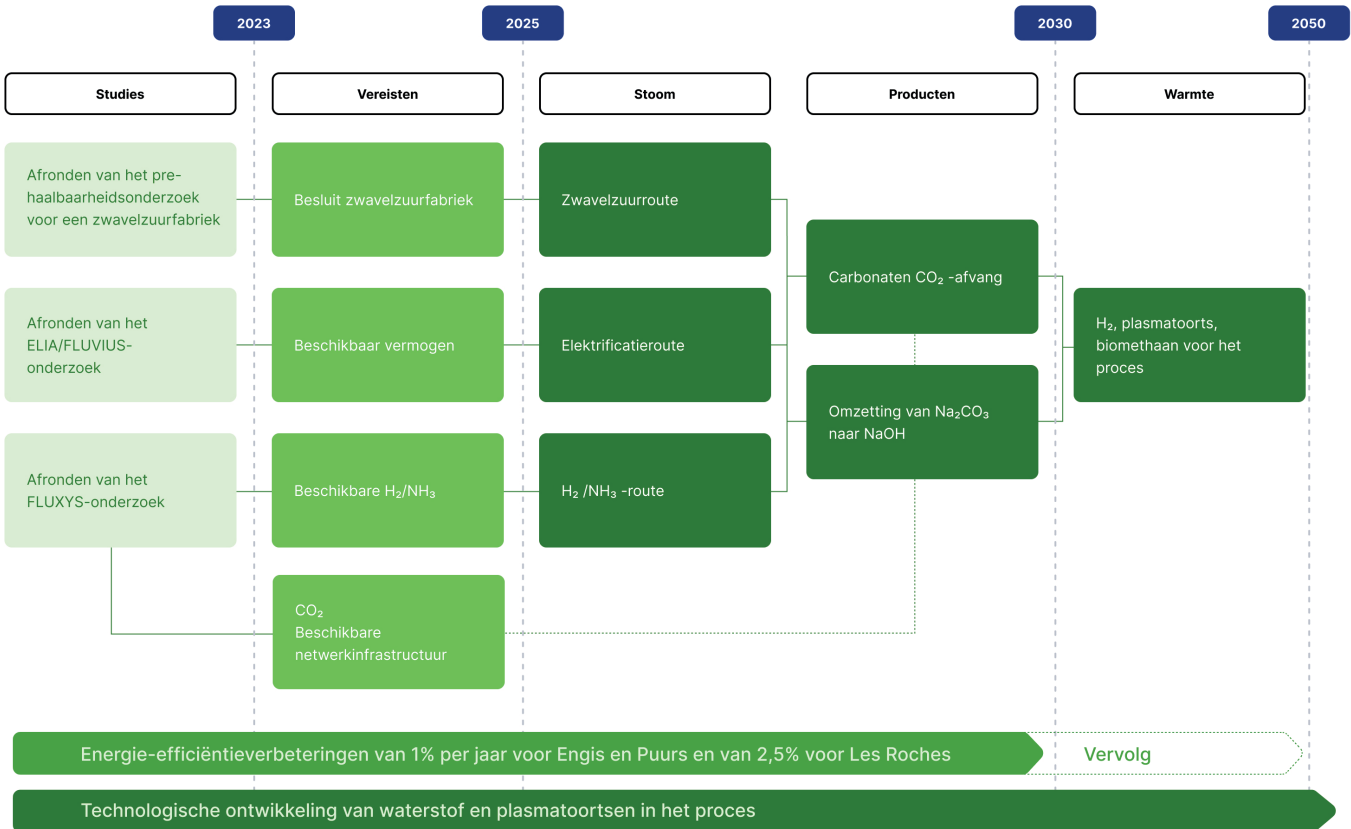 2023
2025
2030
2050
Studies
Vereisten
Stoom
Producten
Warmte
Afronden van het pre-
haalbaarheidsonderzoek
voor een zwavelzuurfabriek
Besluit zwavelzuurfabriek
Zwavelzuurroute
Carbonaten CO₂ -afvang
Afronden van het
ELIA/FLUVIUS-
onderzoek
Beschikbaar vermogen
Elektrificatieroute
H₂, plasmatoorts,
biomethaan voor het
proces
Omzetting van Na₂CO₃
naar NaOH
Afronden van het
FLUXYS-onderzoek
Beschikbare H₂/NH₃
H₂ /NH₃ -route
CO₂
Beschikbare
netwerkinfrastructuur
Energie-efficiëntieverbeteringen van 1% per jaar voor Engis en Puurs en van 2,5% voor Les Roches
Vervolg
Technologische ontwikkeling van waterstof en plasmatoortsen in het proces